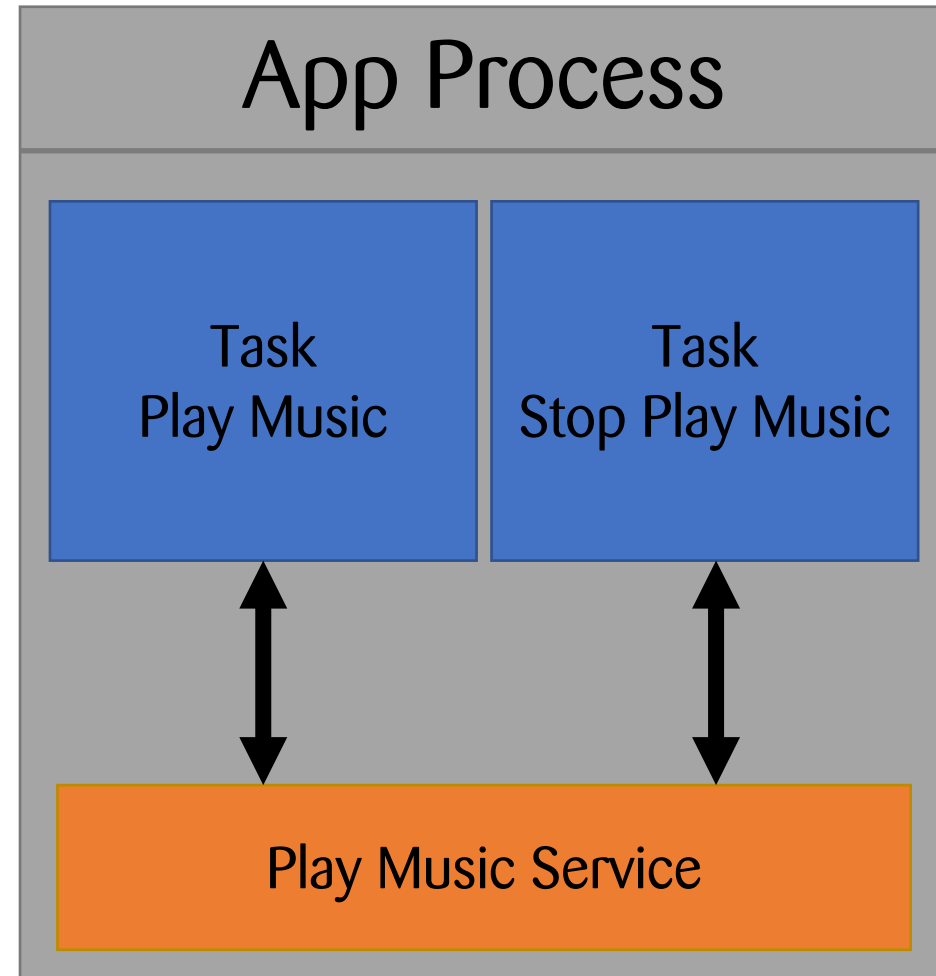 App Process
Task
Play Music
Task
Stop Play Music
Play Music Service